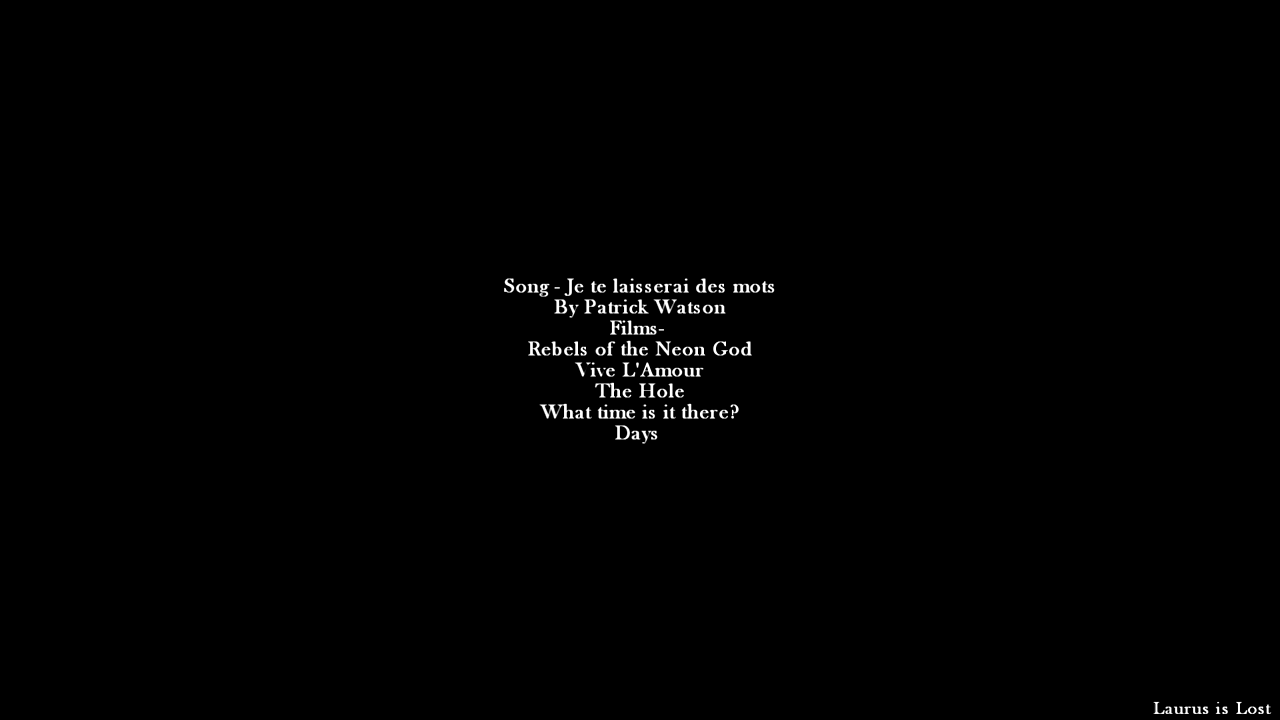 Song - Je te laisserai des mots
By Patrick Watson
Films-
Rebels of the Neon God
Vive L'Amour
The Hole
What time is it there?
Days
Laurus is Lost